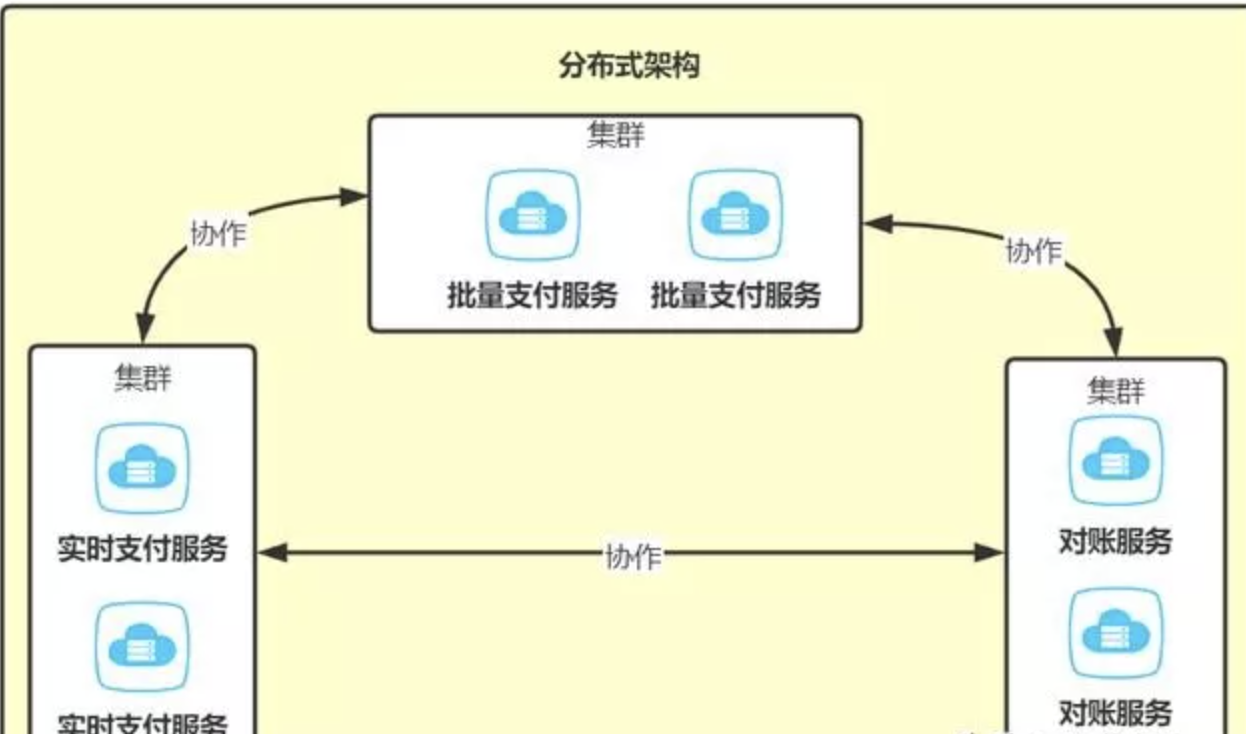 分布式架构
集群
批量支付服务 批量支付服务
协作
协作
集群
实时支付服务
实时支付服务
协作
集群
对账服务
对账服务